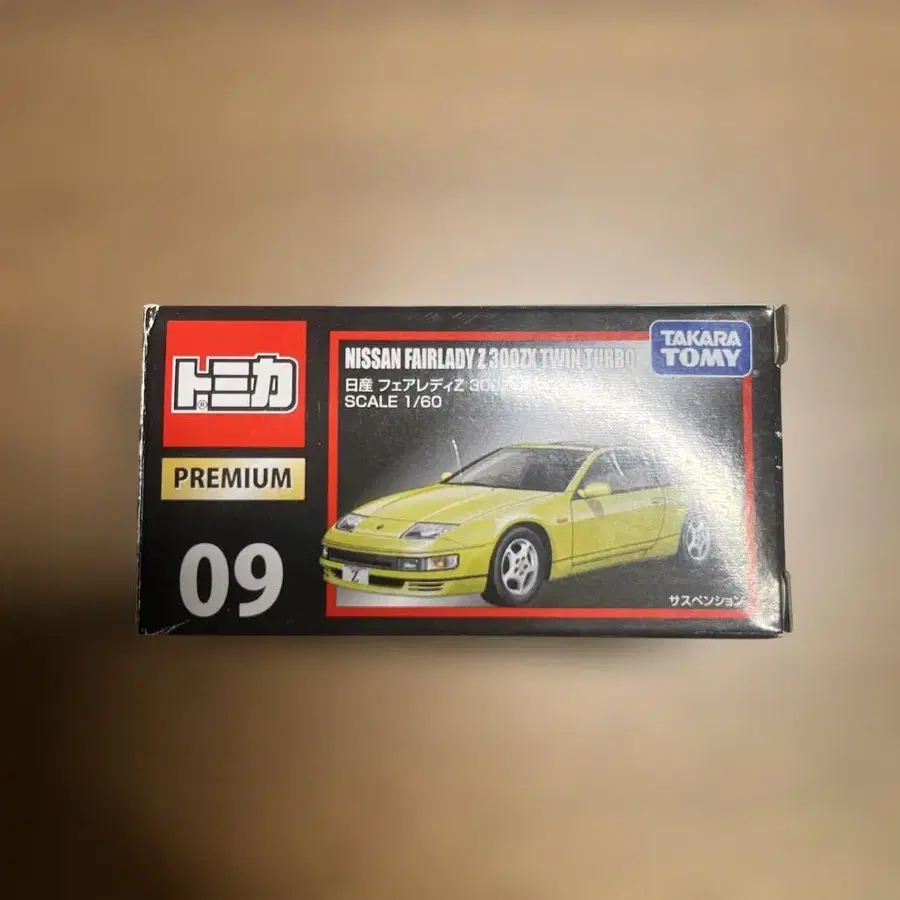 トミカ
®
PREMIUM
09
NISSAN FAIRLADY Z 300ZX TWIN TURBO
日産 フェアレディZ
SCALE 1/60
TAKARA
TOMY
Z
サスペンション